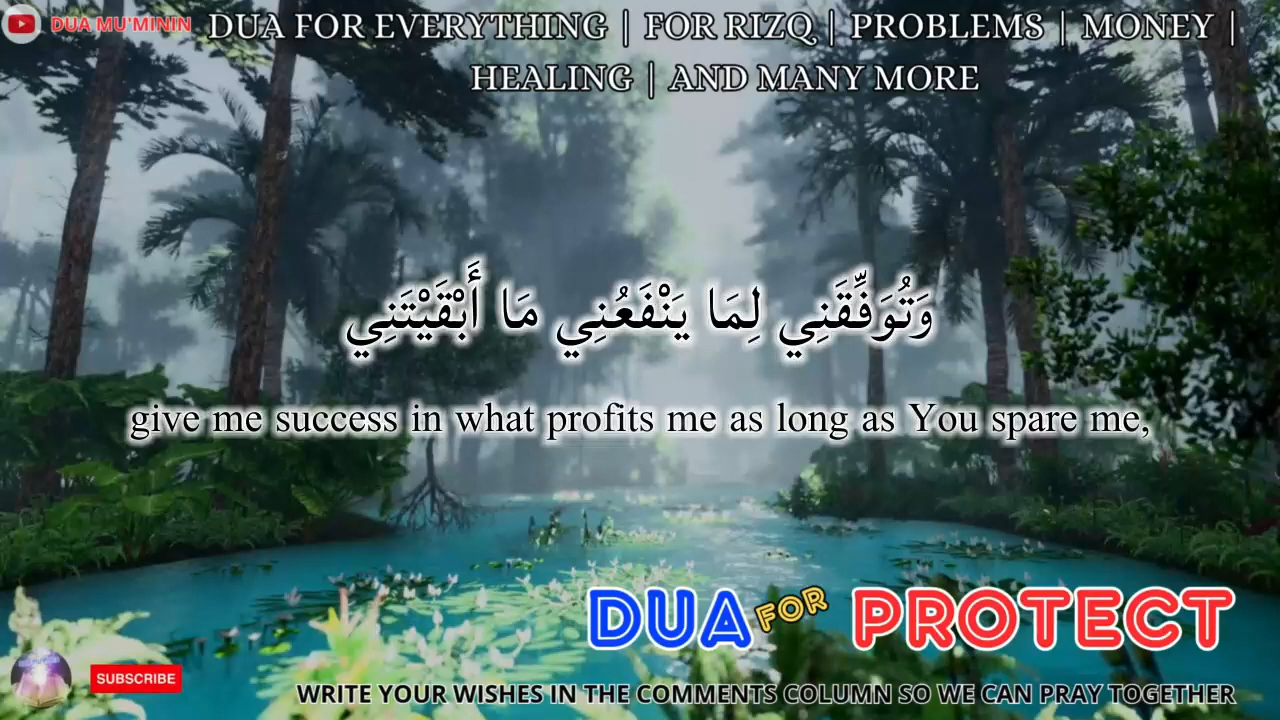 DUA MU'MININ
DUA FOR EVERYTHING | FOR RIZQ | PROBLEMS | MONEY |
HEALING | AND MANY MORE
وَتُوَفِّقَنِي لِمَا يَنْفَعُنِي مَا أَبْقَيْتَنِي
give me success in what profits me as long as You spare me,
DUA FOR PROTECT
SUBSCRIBE
WRITE YOUR WISHES IN THE COMMENTS COLUMN SO WE CAN PRAY TOGETHER